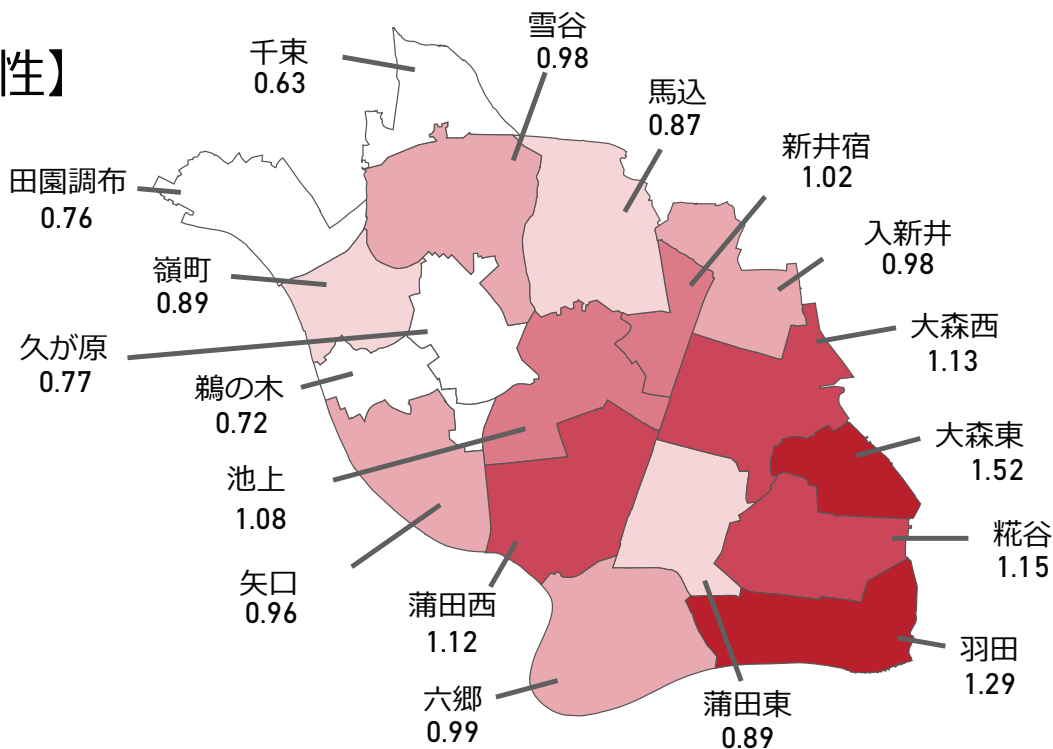 性】
千束
0.63
雪谷
0.98
馬込
0.87
新井宿
1.02
田園調布
0.76
入新井
0.98
嶺町
0.89
大森西
1.13
久が原
0.77
鵜の木
0.72
大森東
1.52
池上
1.08
糀谷
1.15
矢口
0.96
蒲田西
1.12
羽田
1.29
六郷
0.99
蒲田東
0.89